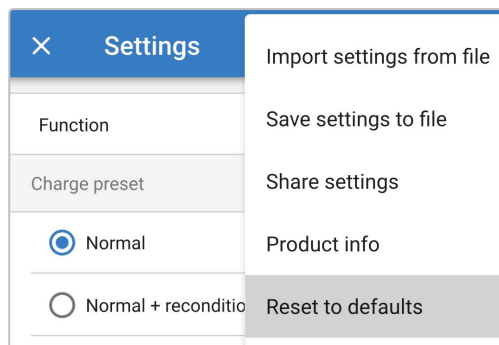 Settings
Function
Charge preset
Normal
Normal + reconditio
Import settings from file
Save settings to file
Share settings
Product info
Reset to defaults